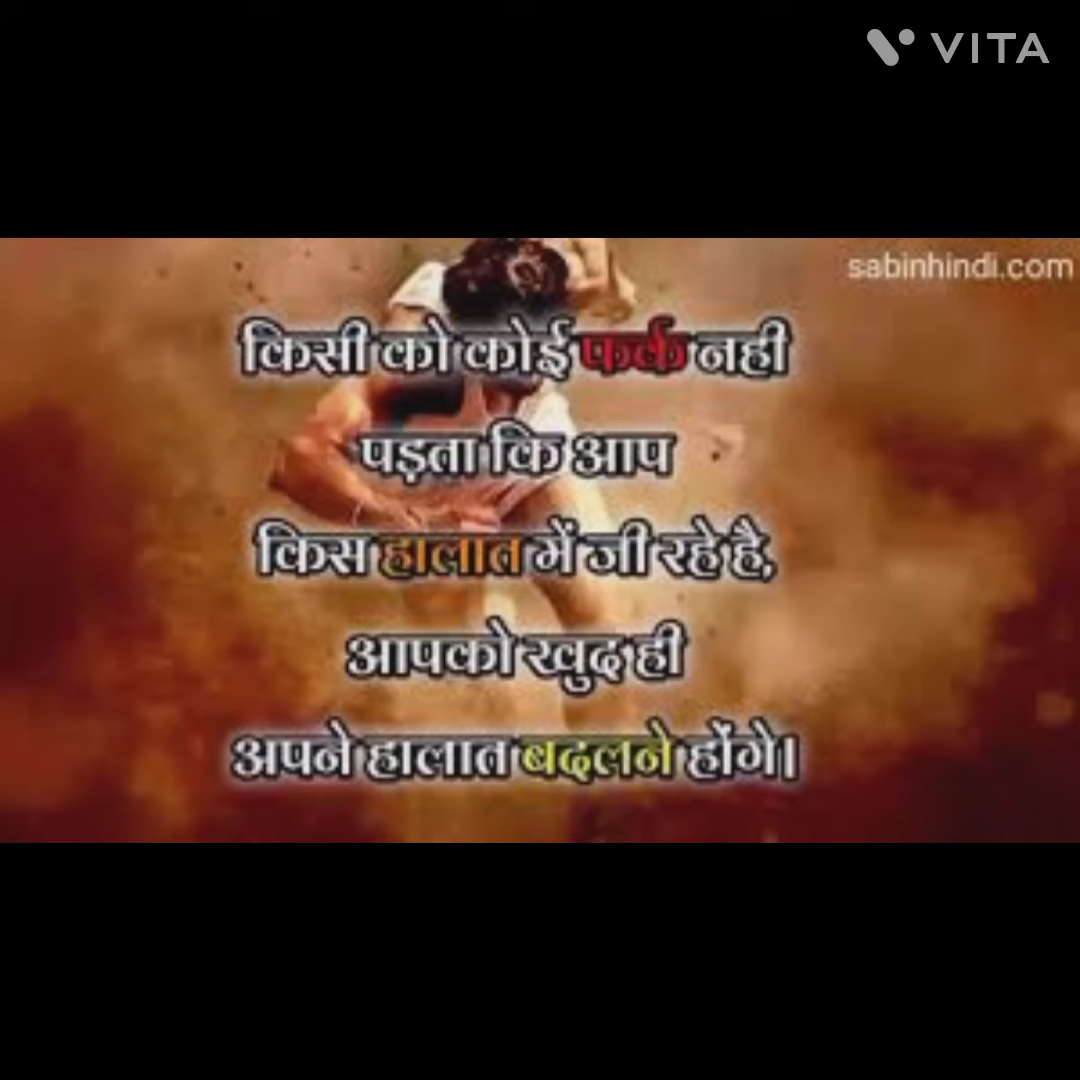 VITA
sabinhindi.com
किसी को कोई फर्क नही
पड़ता कि आप
किस हालात में जी रहे है,
आपको खुद ही
अपने हालात बदलने होंगे।